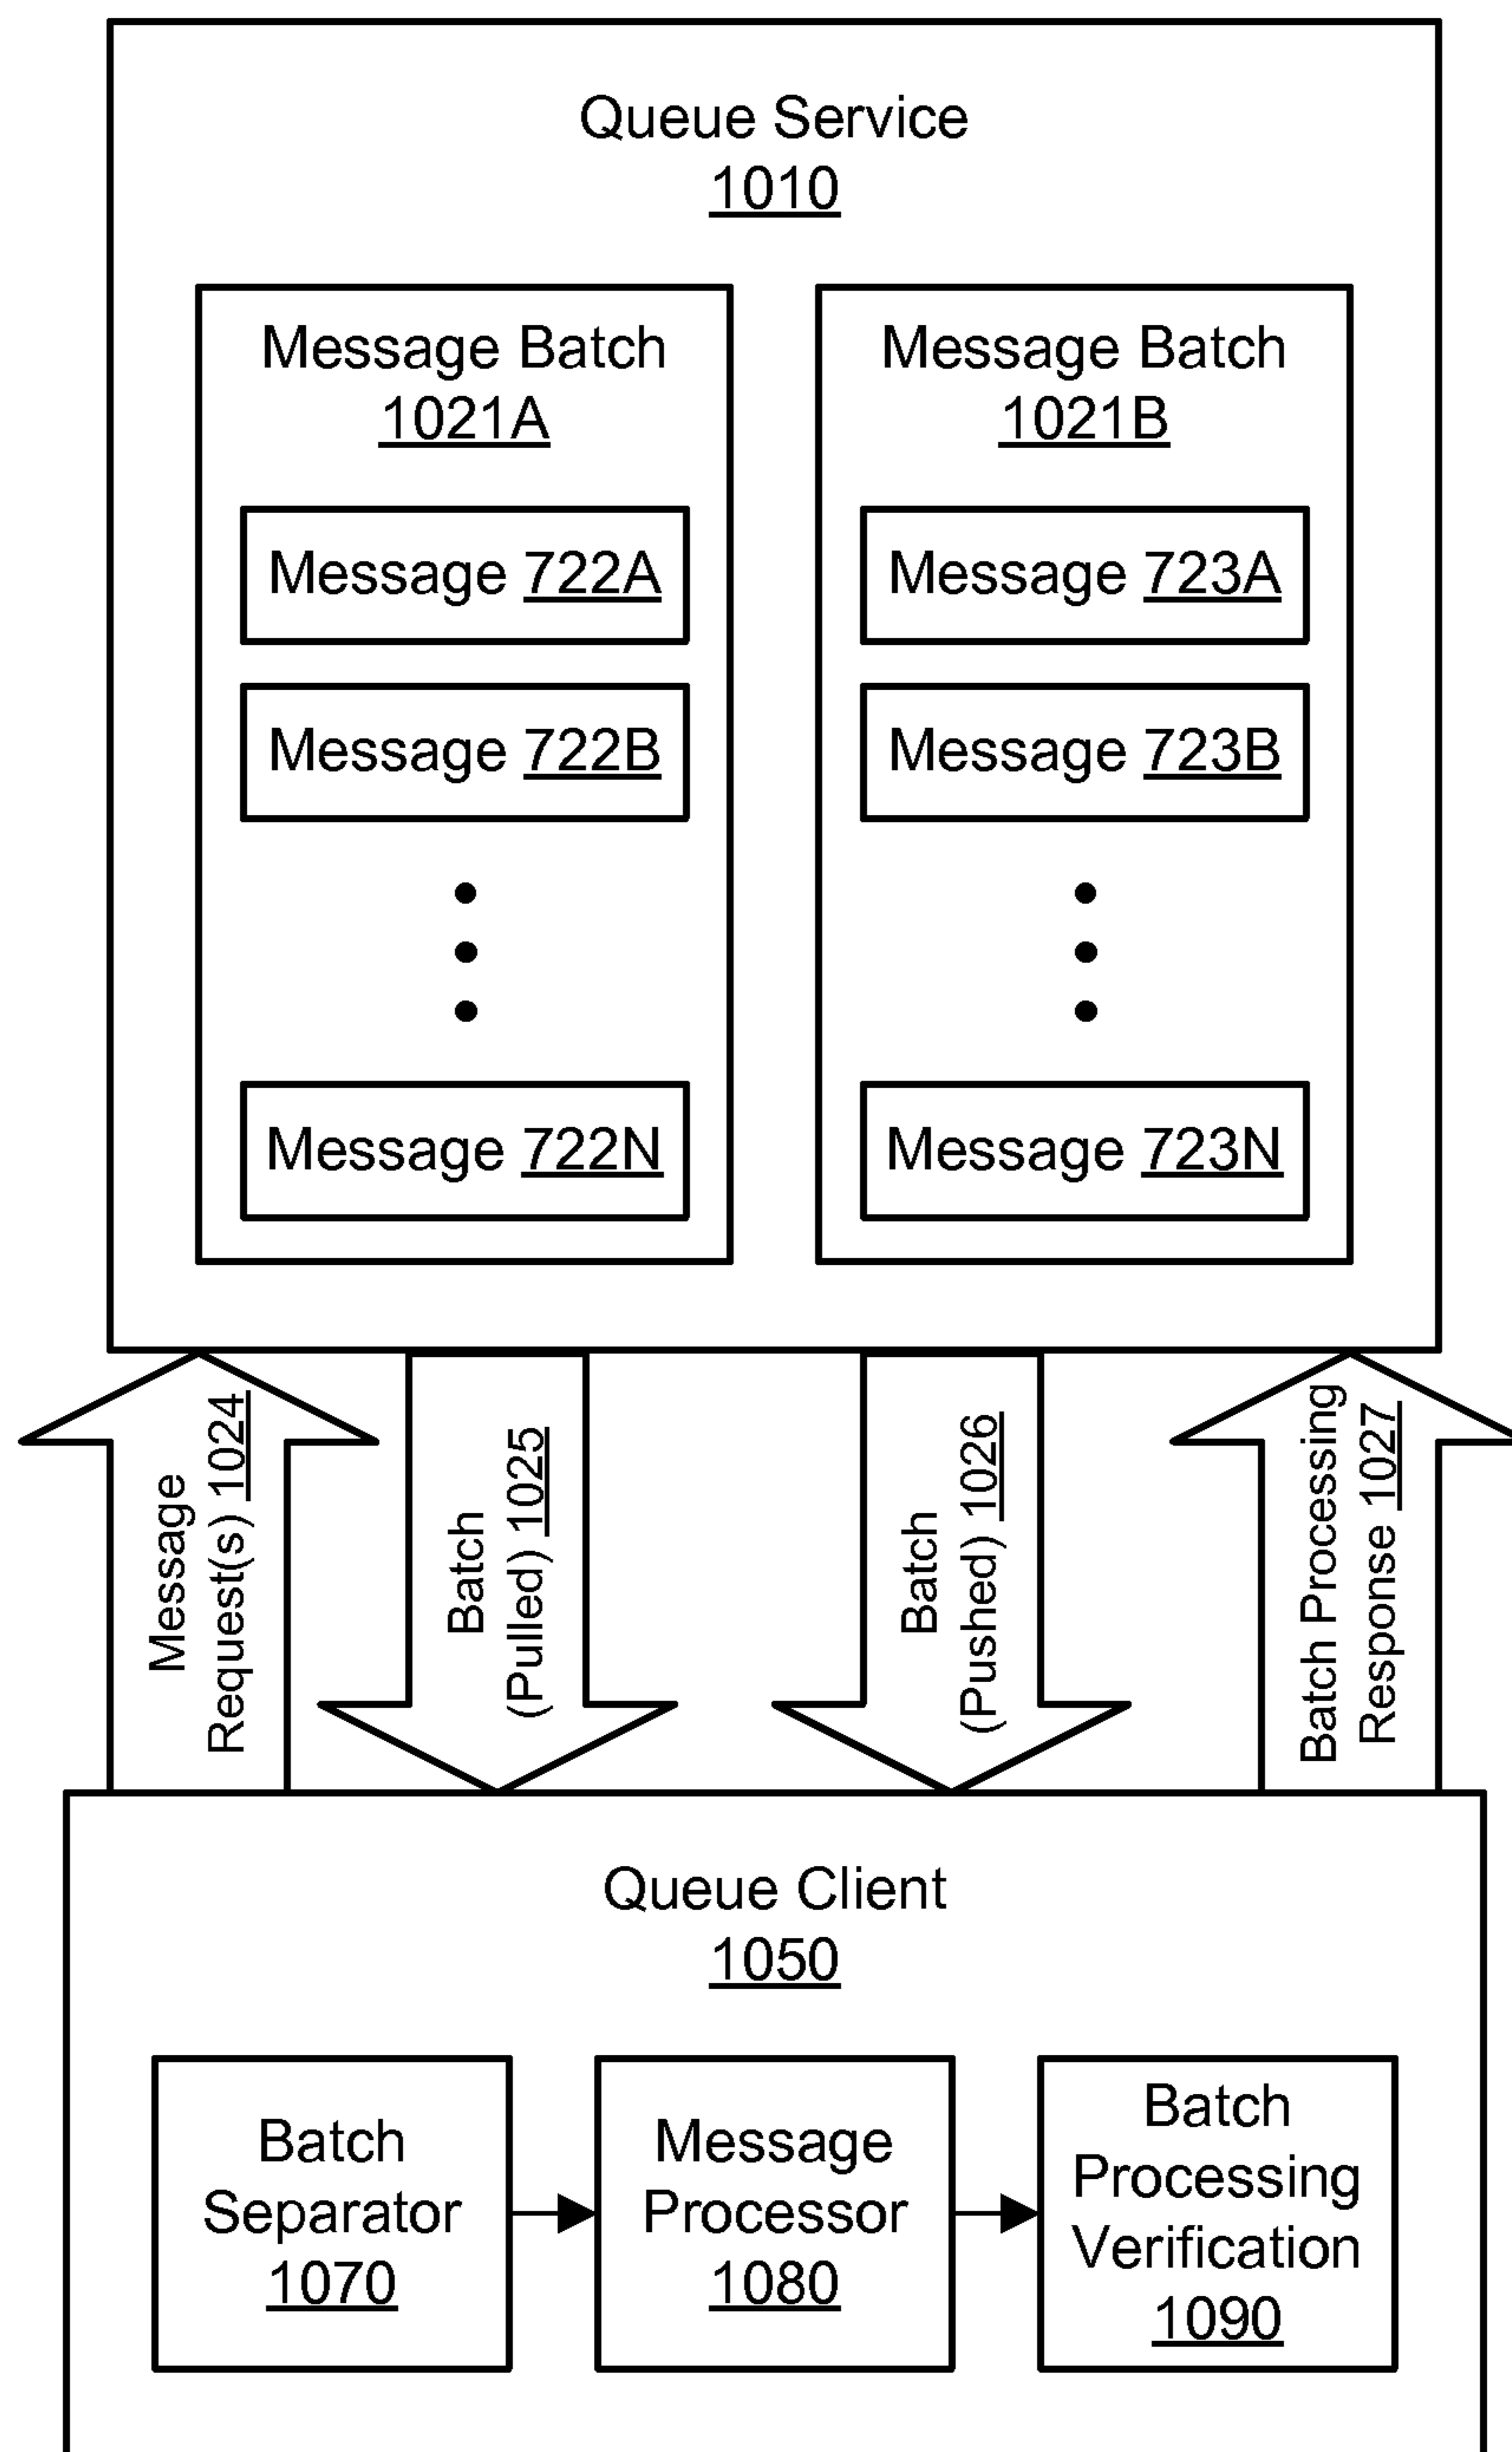 Queue Service
1010
Message Batch
1021A
Message 722A
Message 722B
Message 722N
Message Batch
1021B
Message 723A
Message 723B
Message 723N
Message
Request(s) 1024
Batch
(Pulled) 1025
Batch
(Pushed) 1026
Batch Processing
Response 1027
Queue Client
1050
Batch
Separator
1070
Message
Processor
1080
Batch
Processing
Verification
1090